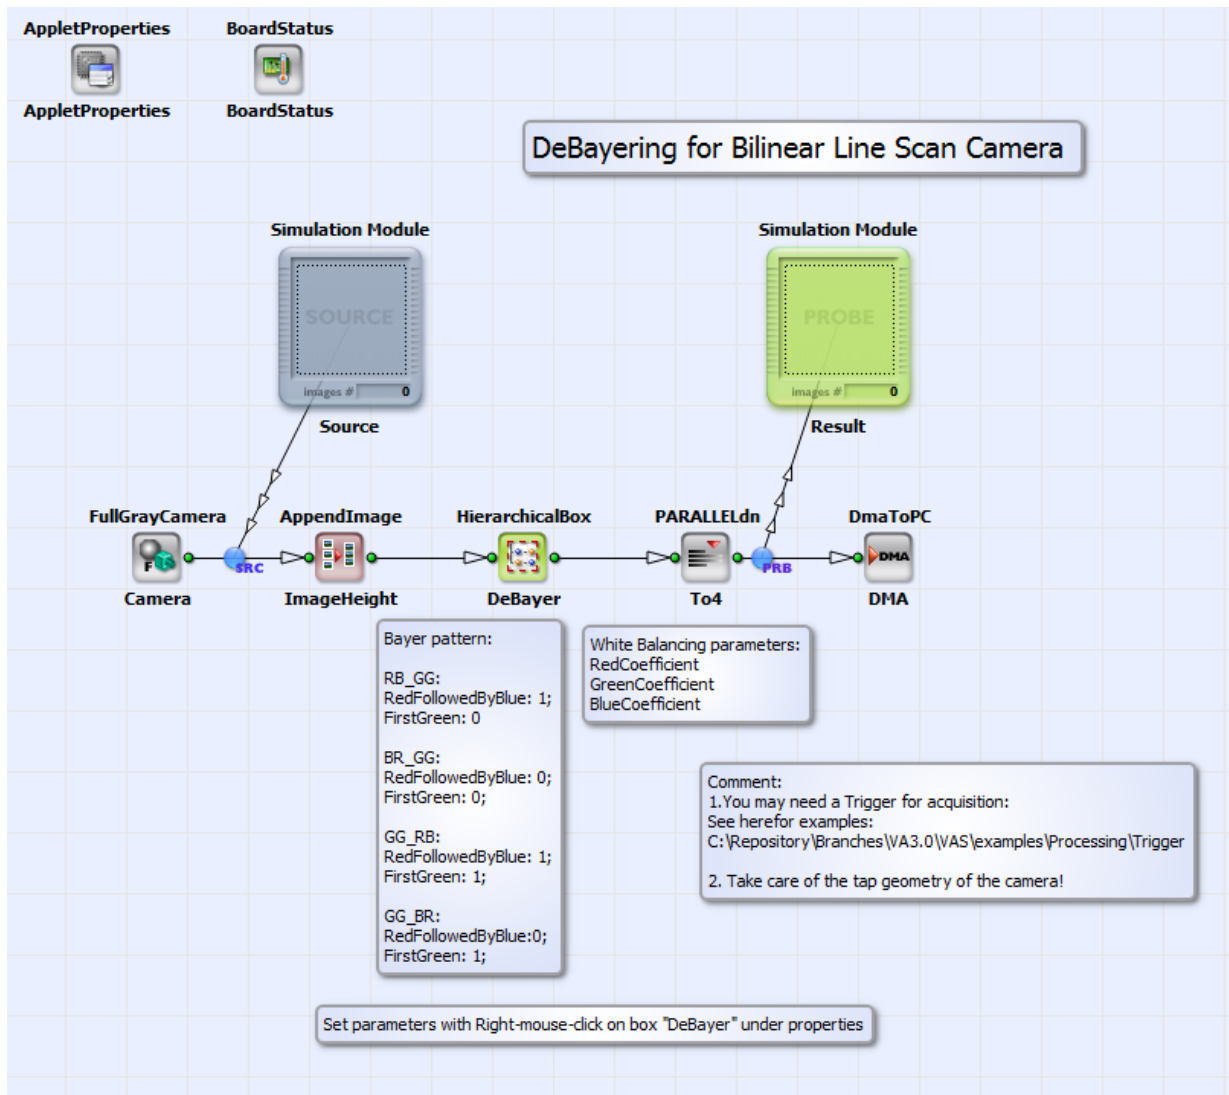 AppletProperties
BoardStatus
AppletProperties
BoardStatus
DeBayering for Bilinear Line Scan Camera
Simulation Module
Simulation Module
SOURCE
PROBE
images # 0
images # 0
Source
Result
FullGrayCamera
AppendImage
HierarchicalBox
PARALLELdn
DmaToPC
F
SRC
PRB
DMA
Camera
ImageHeight
DeBayer
To4
DMA
Bayer pattern:
RB_GG:
RedFollowedByBlue: 1;
FirstGreen: 0
BR_GG:
RedFollowedByBlue: 0;
FirstGreen: 0;
GG_RB:
RedFollowedByBlue: 1;
FirstGreen: 1;
GG_BR:
RedFollowedByBlue:0;
FirstGreen: 1;
White Balancing parameters:
RedCoefficient
GreenCoefficient
BlueCoefficient
Comment:
1.You may need a Trigger for acquisition:
See herefor examples:
C:\Repository\Branches\VA3.0\VAS\examples\Processing\Trigger
2. Take care of the tap geometry of the camera!
Set parameters with Right-mouse-click on box "DeBayer" under properties